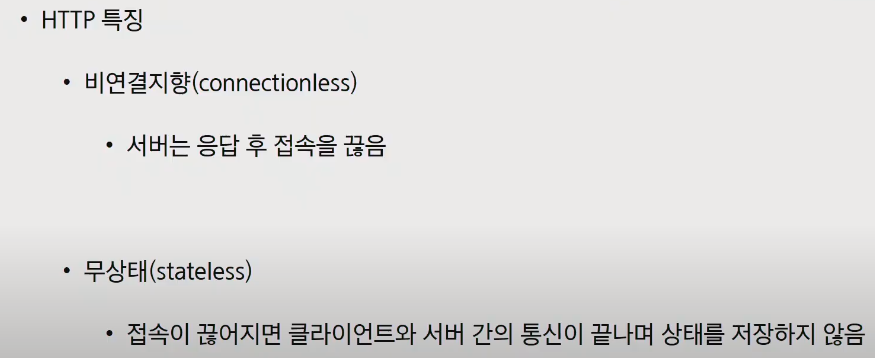 • HTTP 특징
• 비연결지향(connectionless)
• 서버는 응답 후 접속을 끊음
• 무상태(stateless)
• 접속이 끊어지면 클라이언트와 서버 간의 통신이 끝나며 상태를 저장하지 않음